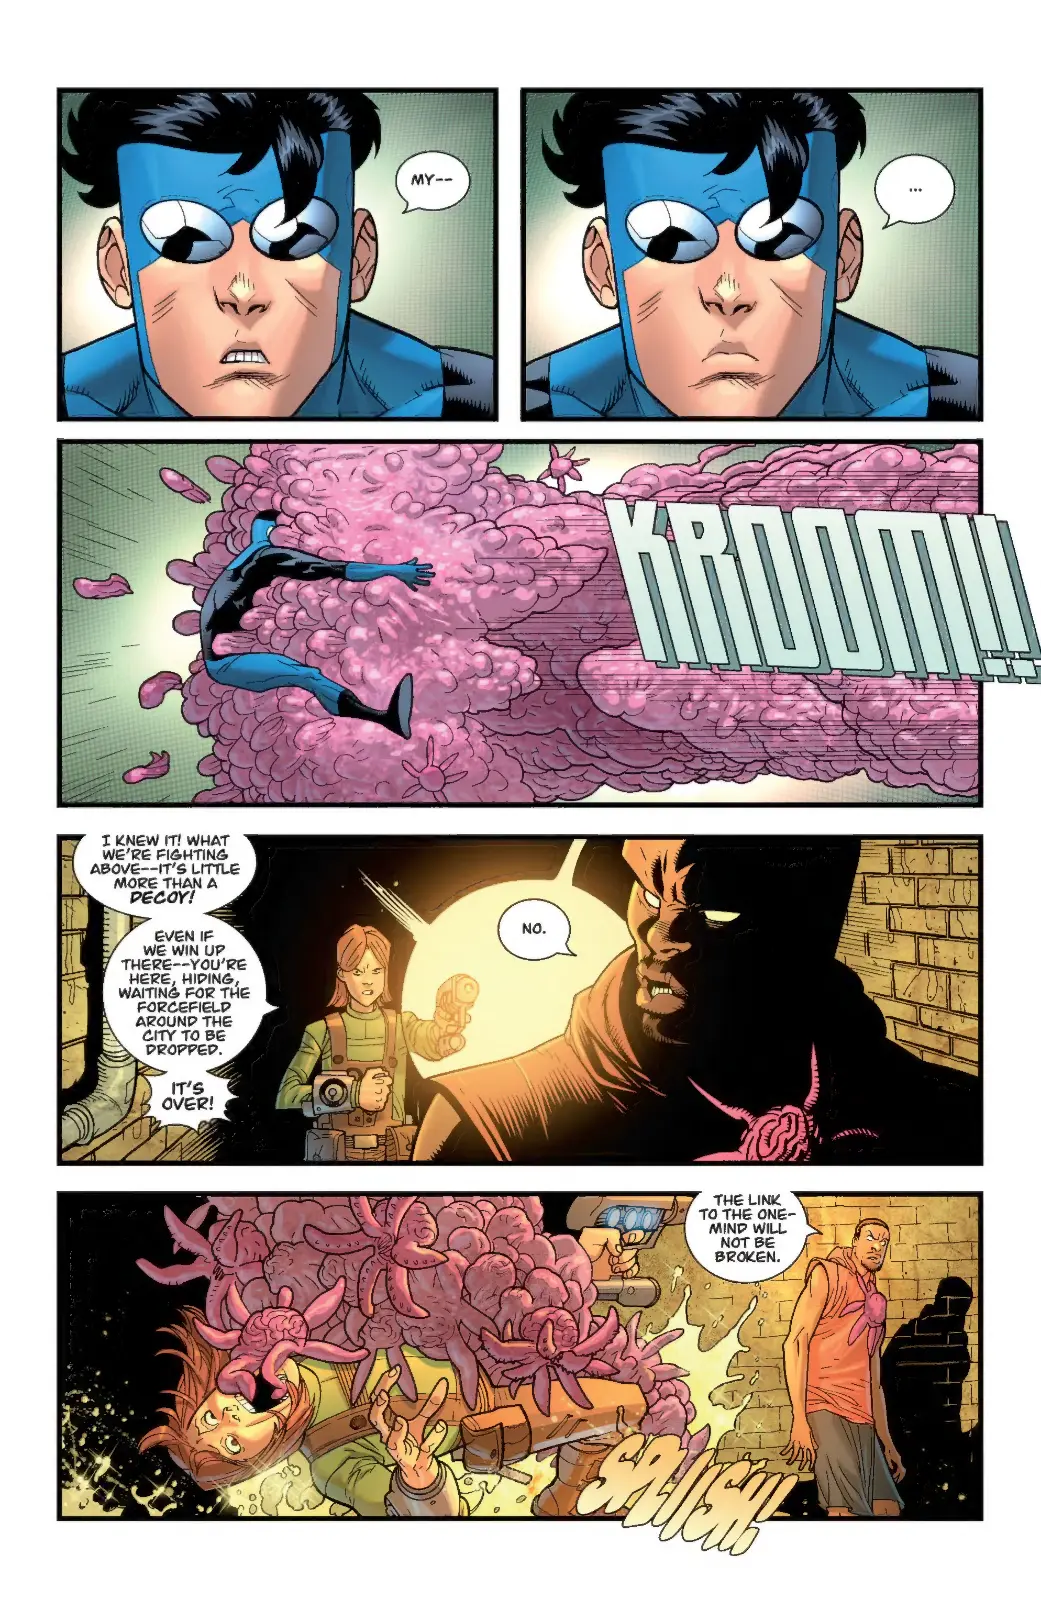 MY--
...
KROOM!!
I KNEW IT! WHAT
WE'RE FIGHTING
ABOVE--IT'S LITTLE
MORE THAN A
DECOY!
EVEN IF
WE WIN UP
THERE--YOU'RE
HERE, HIDING,
WAITING FOR THE
FORCEFIELD
AROUND THE
CITY TO BE
DROPPED.
IT'S
OVER!
NO.
THE LINK
TO THE ONE-
MIND WILL
NOT BE
BROKEN.
SPLIISH!